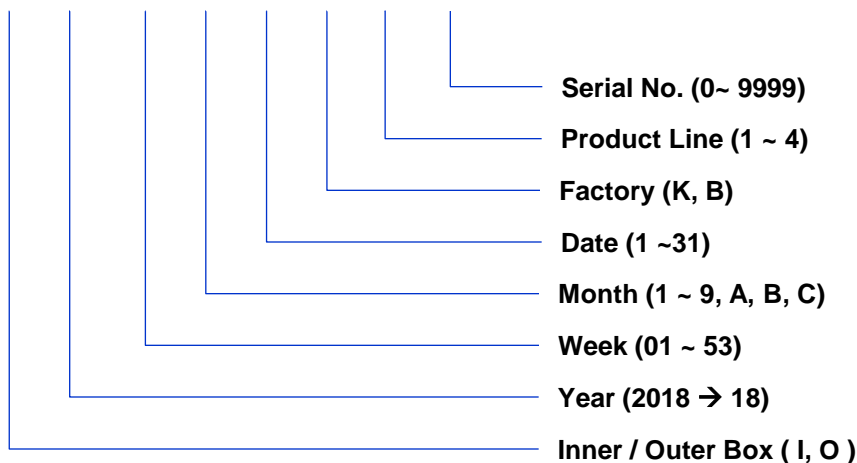 Serial No. (0~ 9999)
Product Line (1 ~ 4)
Factory (K, B)
Date (1 ~31)
Month (1 ~ 9, A, B, C)
Week (01 ~ 53)
Year (2018 → 18)
Inner / Outer Box ( I, O )